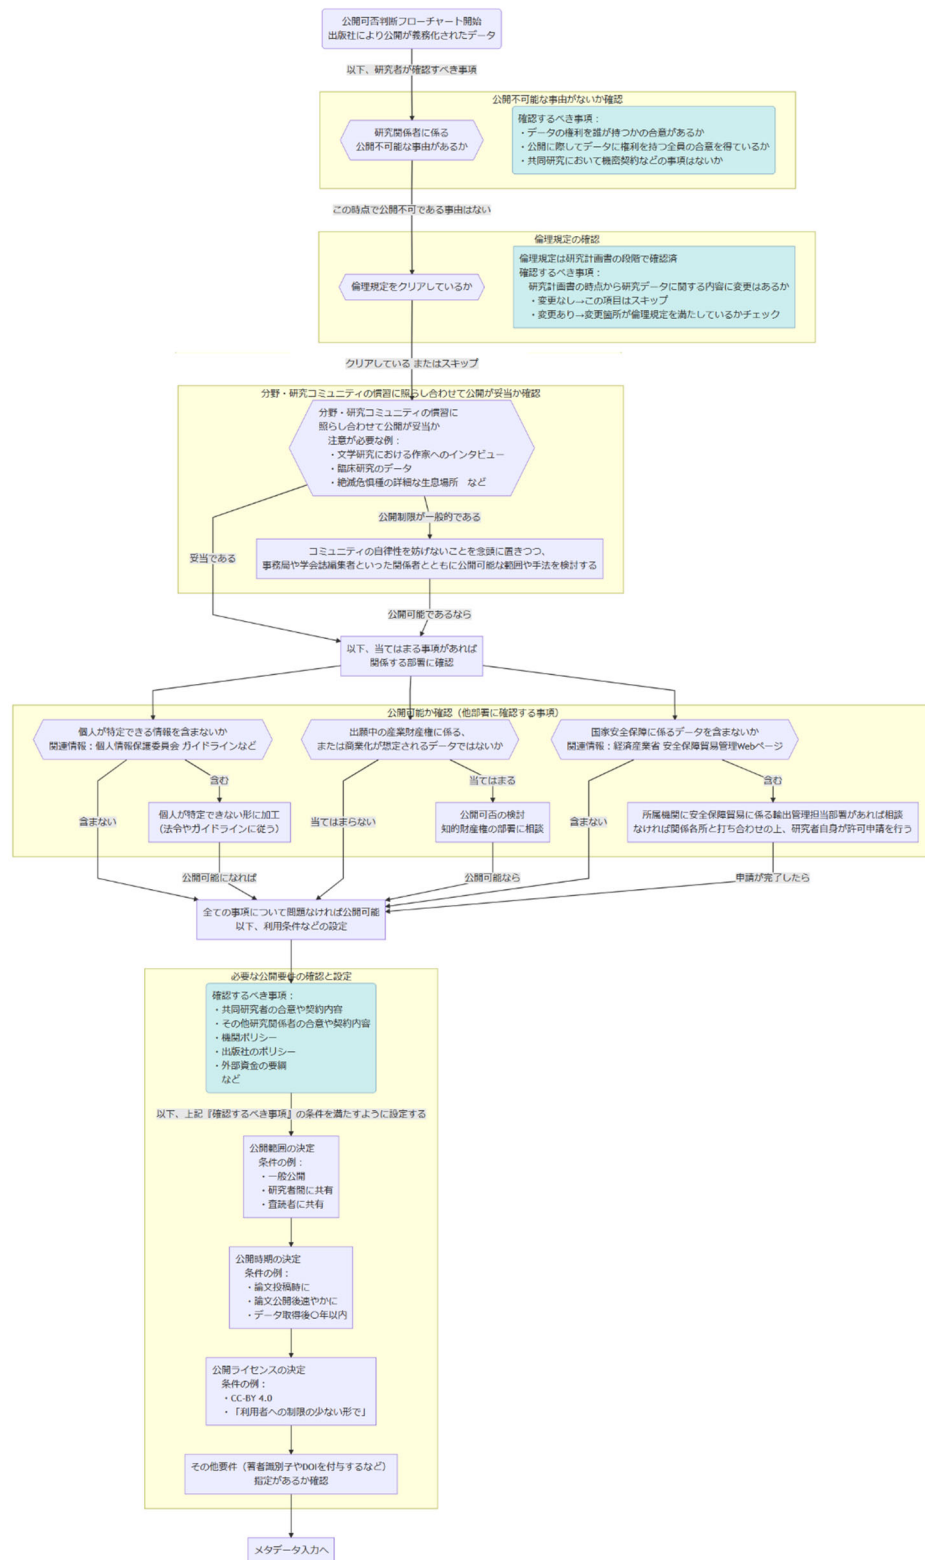 公開可否判断フローチャート開始
出版社により公開が義務化されたデータ
以下、研究者が確認すべき事項
公開不可能な事由がないか確認
研究関係者に係る
公開不可能な事由があるか
確認するべき事項：
・データの権利を誰が持つかの合意があるか
・公開に際してデータに権利を持つ全員の合意を得ているか
・共同研究において機密契約などの事項はないか
この時点で公開不可である事由はない
倫理規定の確認
倫理規定をクリアしているか
倫理規定は研究計画書の段階で確認済
確認するべき事項：
研究計画書の時点から研究データに関する内容に変更はあるか
・変更なし→この項目はスキップ
・変更あり→変更箇所が倫理規定を満たしているかチェック
クリアしている またはスキップ
分野・研究コミュニティの慣習に照らし合わせて公開が妥当か確認
分野・研究コミュニティの慣習に
照らし合わせて公開が妥当か
注意が必要な例：
・文学研究における作家へのインタビュー
・臨床研究のデータ
・絶滅危惧種の詳細な生息場所　など
公開制限が一般的である
妥当である
コミュニティの自律性を妨げないことを念頭に置きつつ、
事務局や学会誌編集者といった関係者とともに公開可能な範囲や手法を検討する
公開可能であるなら
以下、当てはまる事項があれば
関係する部署に確認
公開可能か確認（他部署に確認する事項）
個人が特定できる情報を含まないか
関連情報：個人情報保護委員会 ガイドラインなど
出願中の産業財産権に係る、
または商業化が想定されるデータではないか
国家安全保障に係るデータを含まないか
関連情報：経済産業省 安全保障貿易管理Webページ
含む
当てはまる
含む
含まない
個人が特定できない形に加工
（法令やガイドラインに従う）
当てはまらない
公開可否の検討
知的財産権の部署に相談
含まない
所属機関に安全保障貿易に係る輸出管理担当部署があれば相談
なければ関係各所と打ち合わせの上、研究者自身が許可申請を行う
公開可能になれば
公開可能なら
申請が完了したら
全ての事項について問題なければ公開可能
以下、利用条件などの設定
必要な公開要件の確認と設定
確認するべき事項：
・共同研究者の合意や契約内容
・その他研究関係者の合意や契約内容
・機関ポリシー
・出版社のポリシー
・外部資金の要綱
など
以下、上記『確認するべき事項』の条件を満たすように設定する
公開範囲の決定
条件の例：
・一般公開
・研究者間に共有
・査読者に共有
公開時期の決定
条件の例：
・論文投稿時に
・論文公開後速やかに
・データ取得後〇年以内
公開ライセンスの決定
条件の例：
・CC-BY 4.0
・「利用者への制限の少ない形で」
その他要件（著者識別子やDOIを付与するなど）
指定があるか確認
メタデータ入力へ